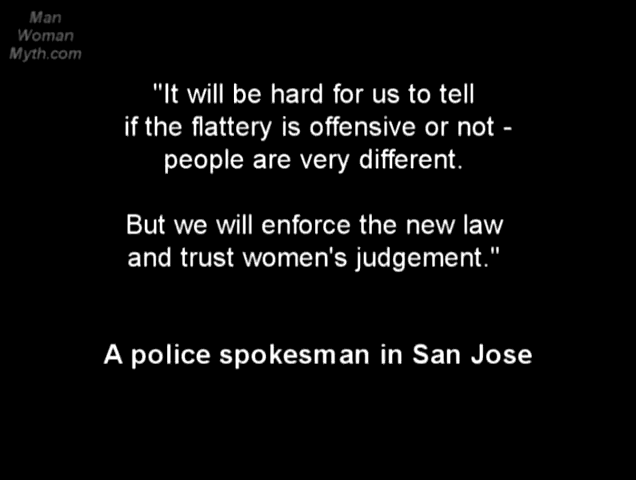 Man
Woman
Myth.com
"It will be hard for us to tell
if the flattery is offensive or not -
people are very different.
But we will enforce the new law
and trust women's judgement."
A police spokesman in San Jose